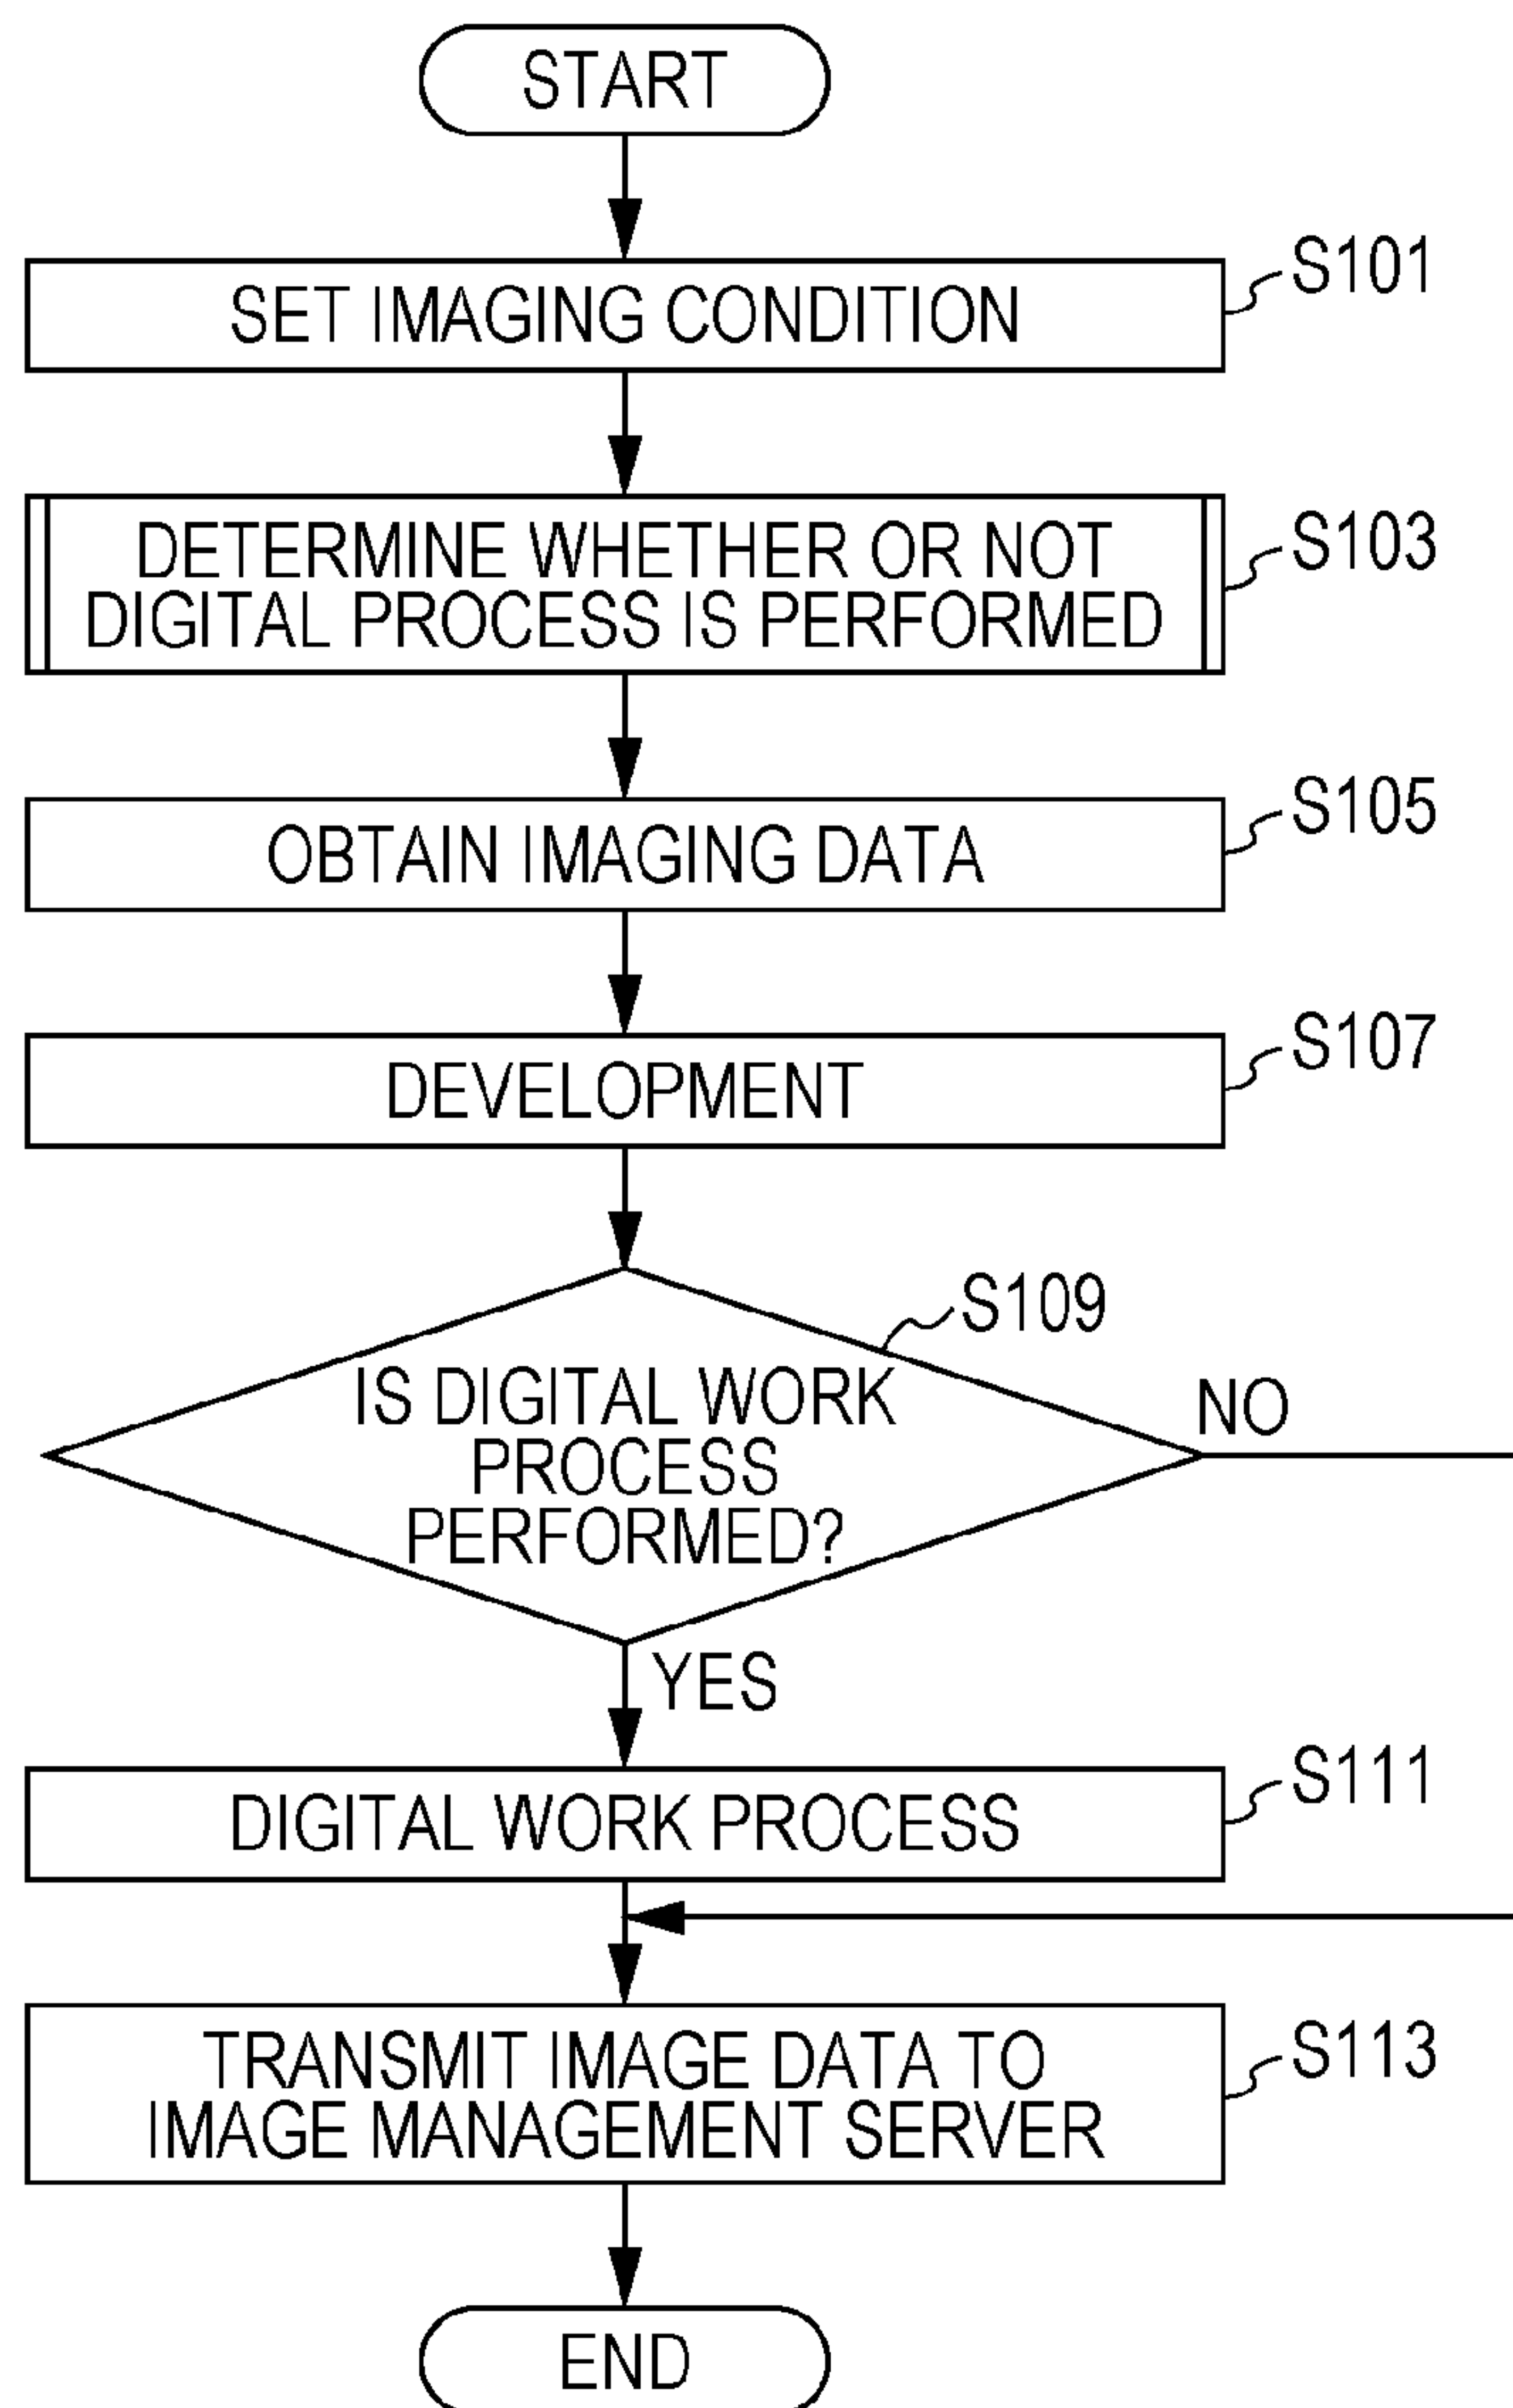 START
SET IMAGING CONDITION
S101
DETERMINE WHETHER OR NOT
DIGITAL PROCESS IS PERFORMED
S103
OBTAIN IMAGING DATA
S105
DEVELOPMENT
S107
S109
IS DIGITAL WORK
PROCESS
PERFORMED?
NO
YES
DIGITAL WORK PROCESS
S111
TRANSMIT IMAGE DATA TO
IMAGE MANAGEMENT SERVER
S113
END